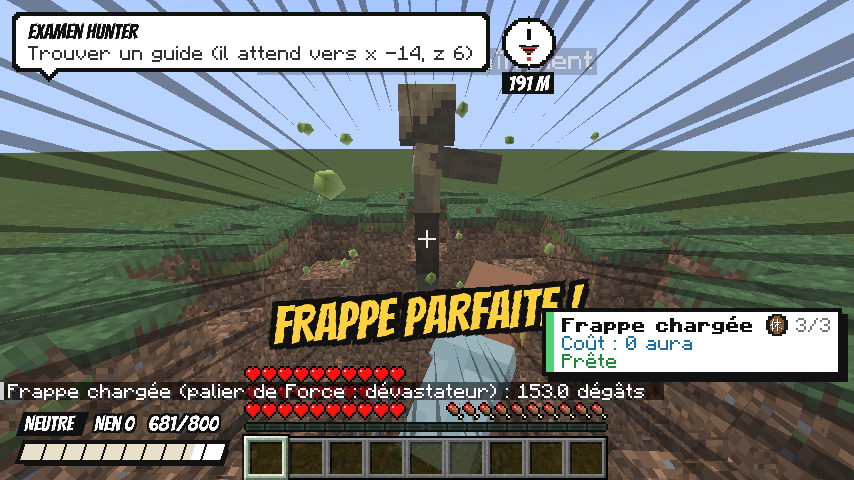 EXAMEN HUNTER
Trouver un guide (il attend vers x -14, z 6)
191 M
FRAPPE PARFAITE !
Frappe chargée 休 3/3
Coût : 0 aura
Prête
Frappe chargée (palier de Force : dévastateur) : 153.0 dégâts
NEUTRE NEN 0 681/800